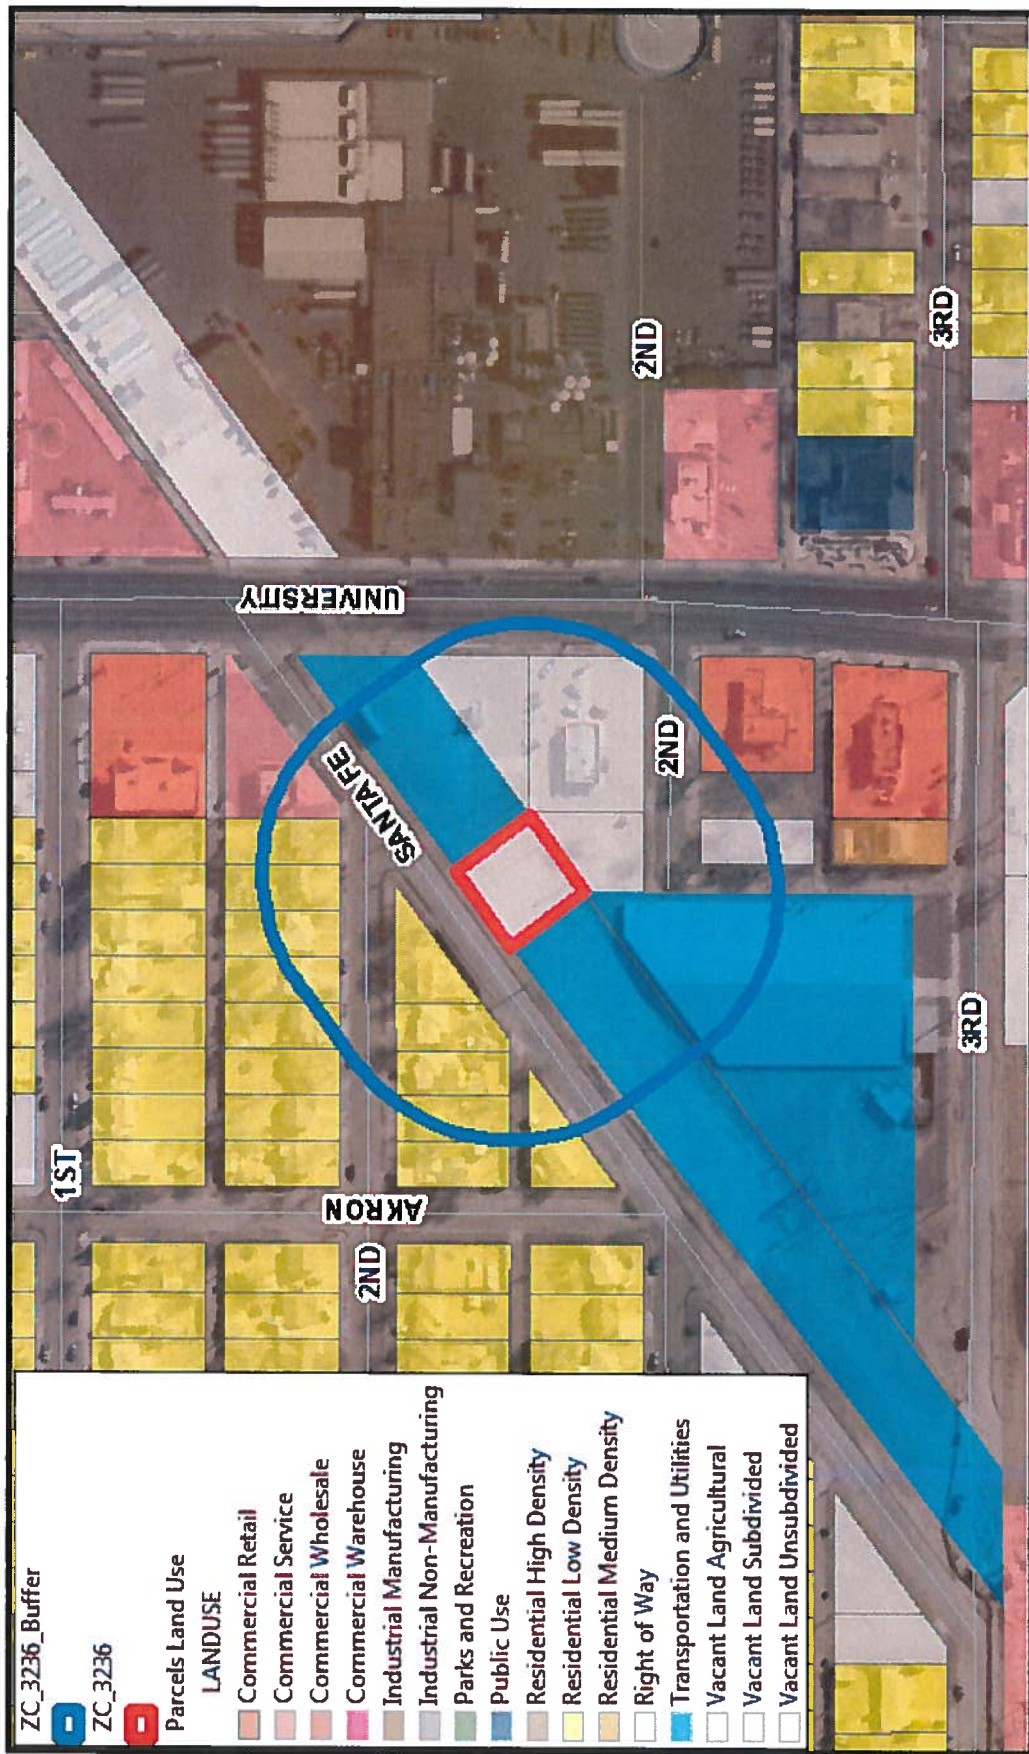 ZC_3236_Buffer
ZC_3236
Parcels Land Use
LANDUSE
Commercial Retail
Commercial Service
Commercial Wholesale
Commercial Warehouse
Industrial Manufacturing
Industrial Non-Manufacturing
Parks and Recreation
Public Use
Residential High Density
Residential Low Density
Residential Medium Density
Right of Way
Transportation and Utilities
Vacant Land Agricultural
Vacant Land Subdivided
Vacant Land Unsubdivided
1ST
2ND
AKRON
SANTA FE
UNIVERSITY
2ND
2ND
3RD
3RD